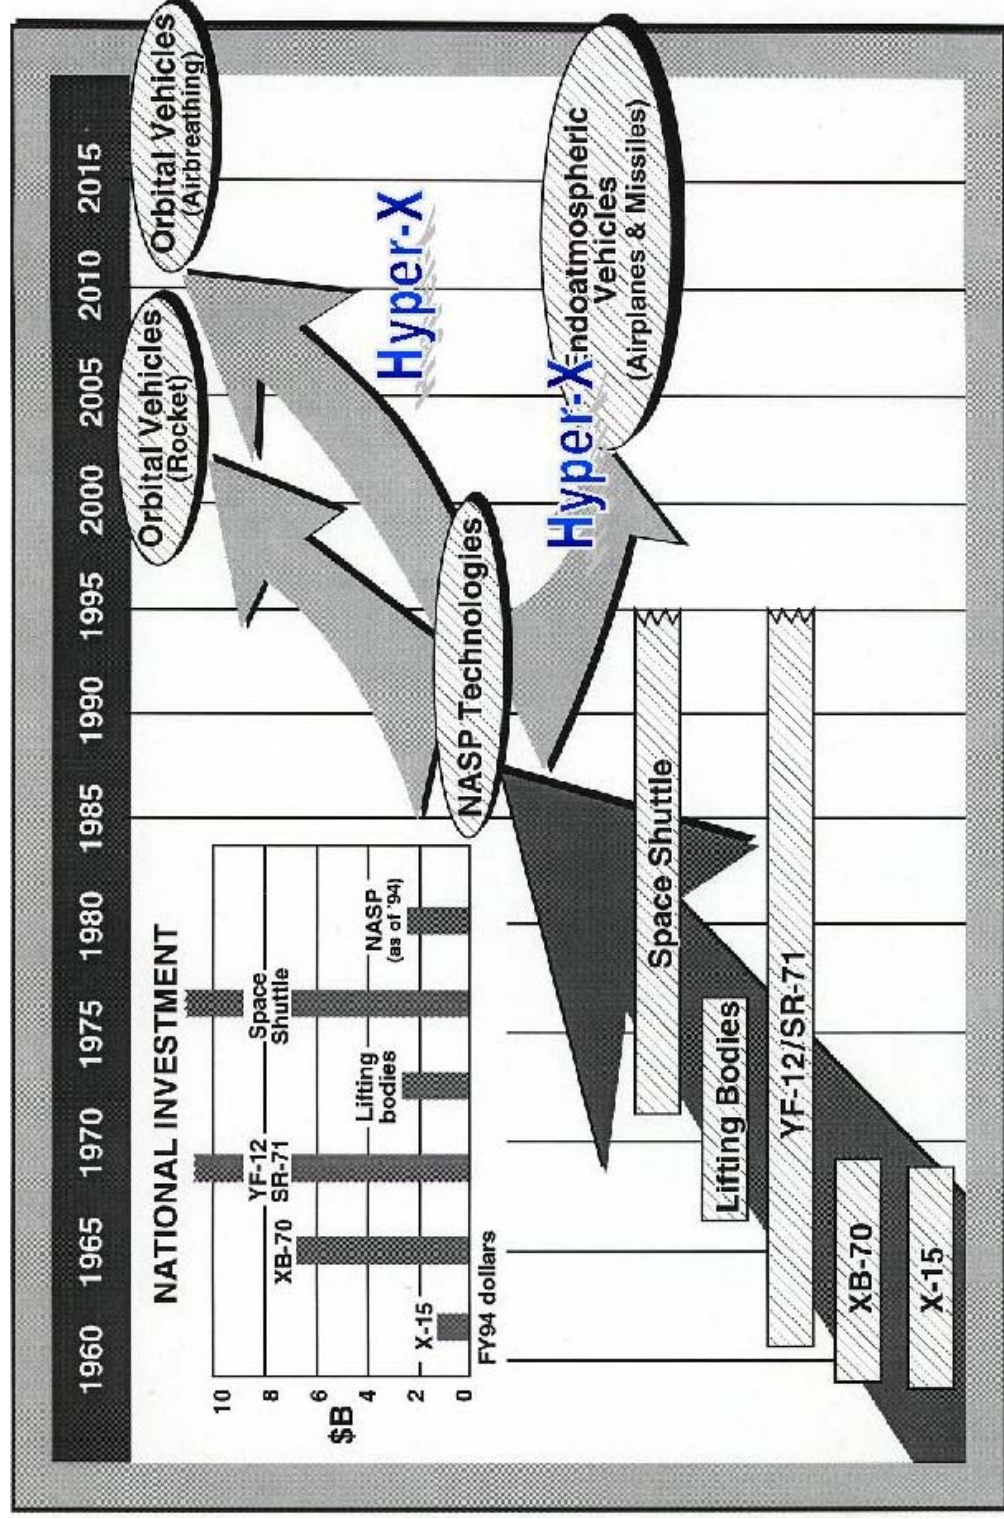 1960 1965 1970 1975 1980 1985 1990 1995 2000 2005 2010 2015
Orbital Vehicles
(Rocket)
Orbital Vehicles
(Airbreathing)
NATIONAL INVESTMENT
$B
10
8
6
4
2
0
X-15
XB-70
YF-12
SR-71
Lifting
bodies
Space
Shuttle
NASP
(as of '94)
FY94 dollars
Hyper-X
NASP Technologies
Hyper-X
Endoatmospheric
Vehicles
(Airplanes & Missiles)
Space Shuttle
Lifting Bodies
YF-12/SR-71
XB-70
X-15